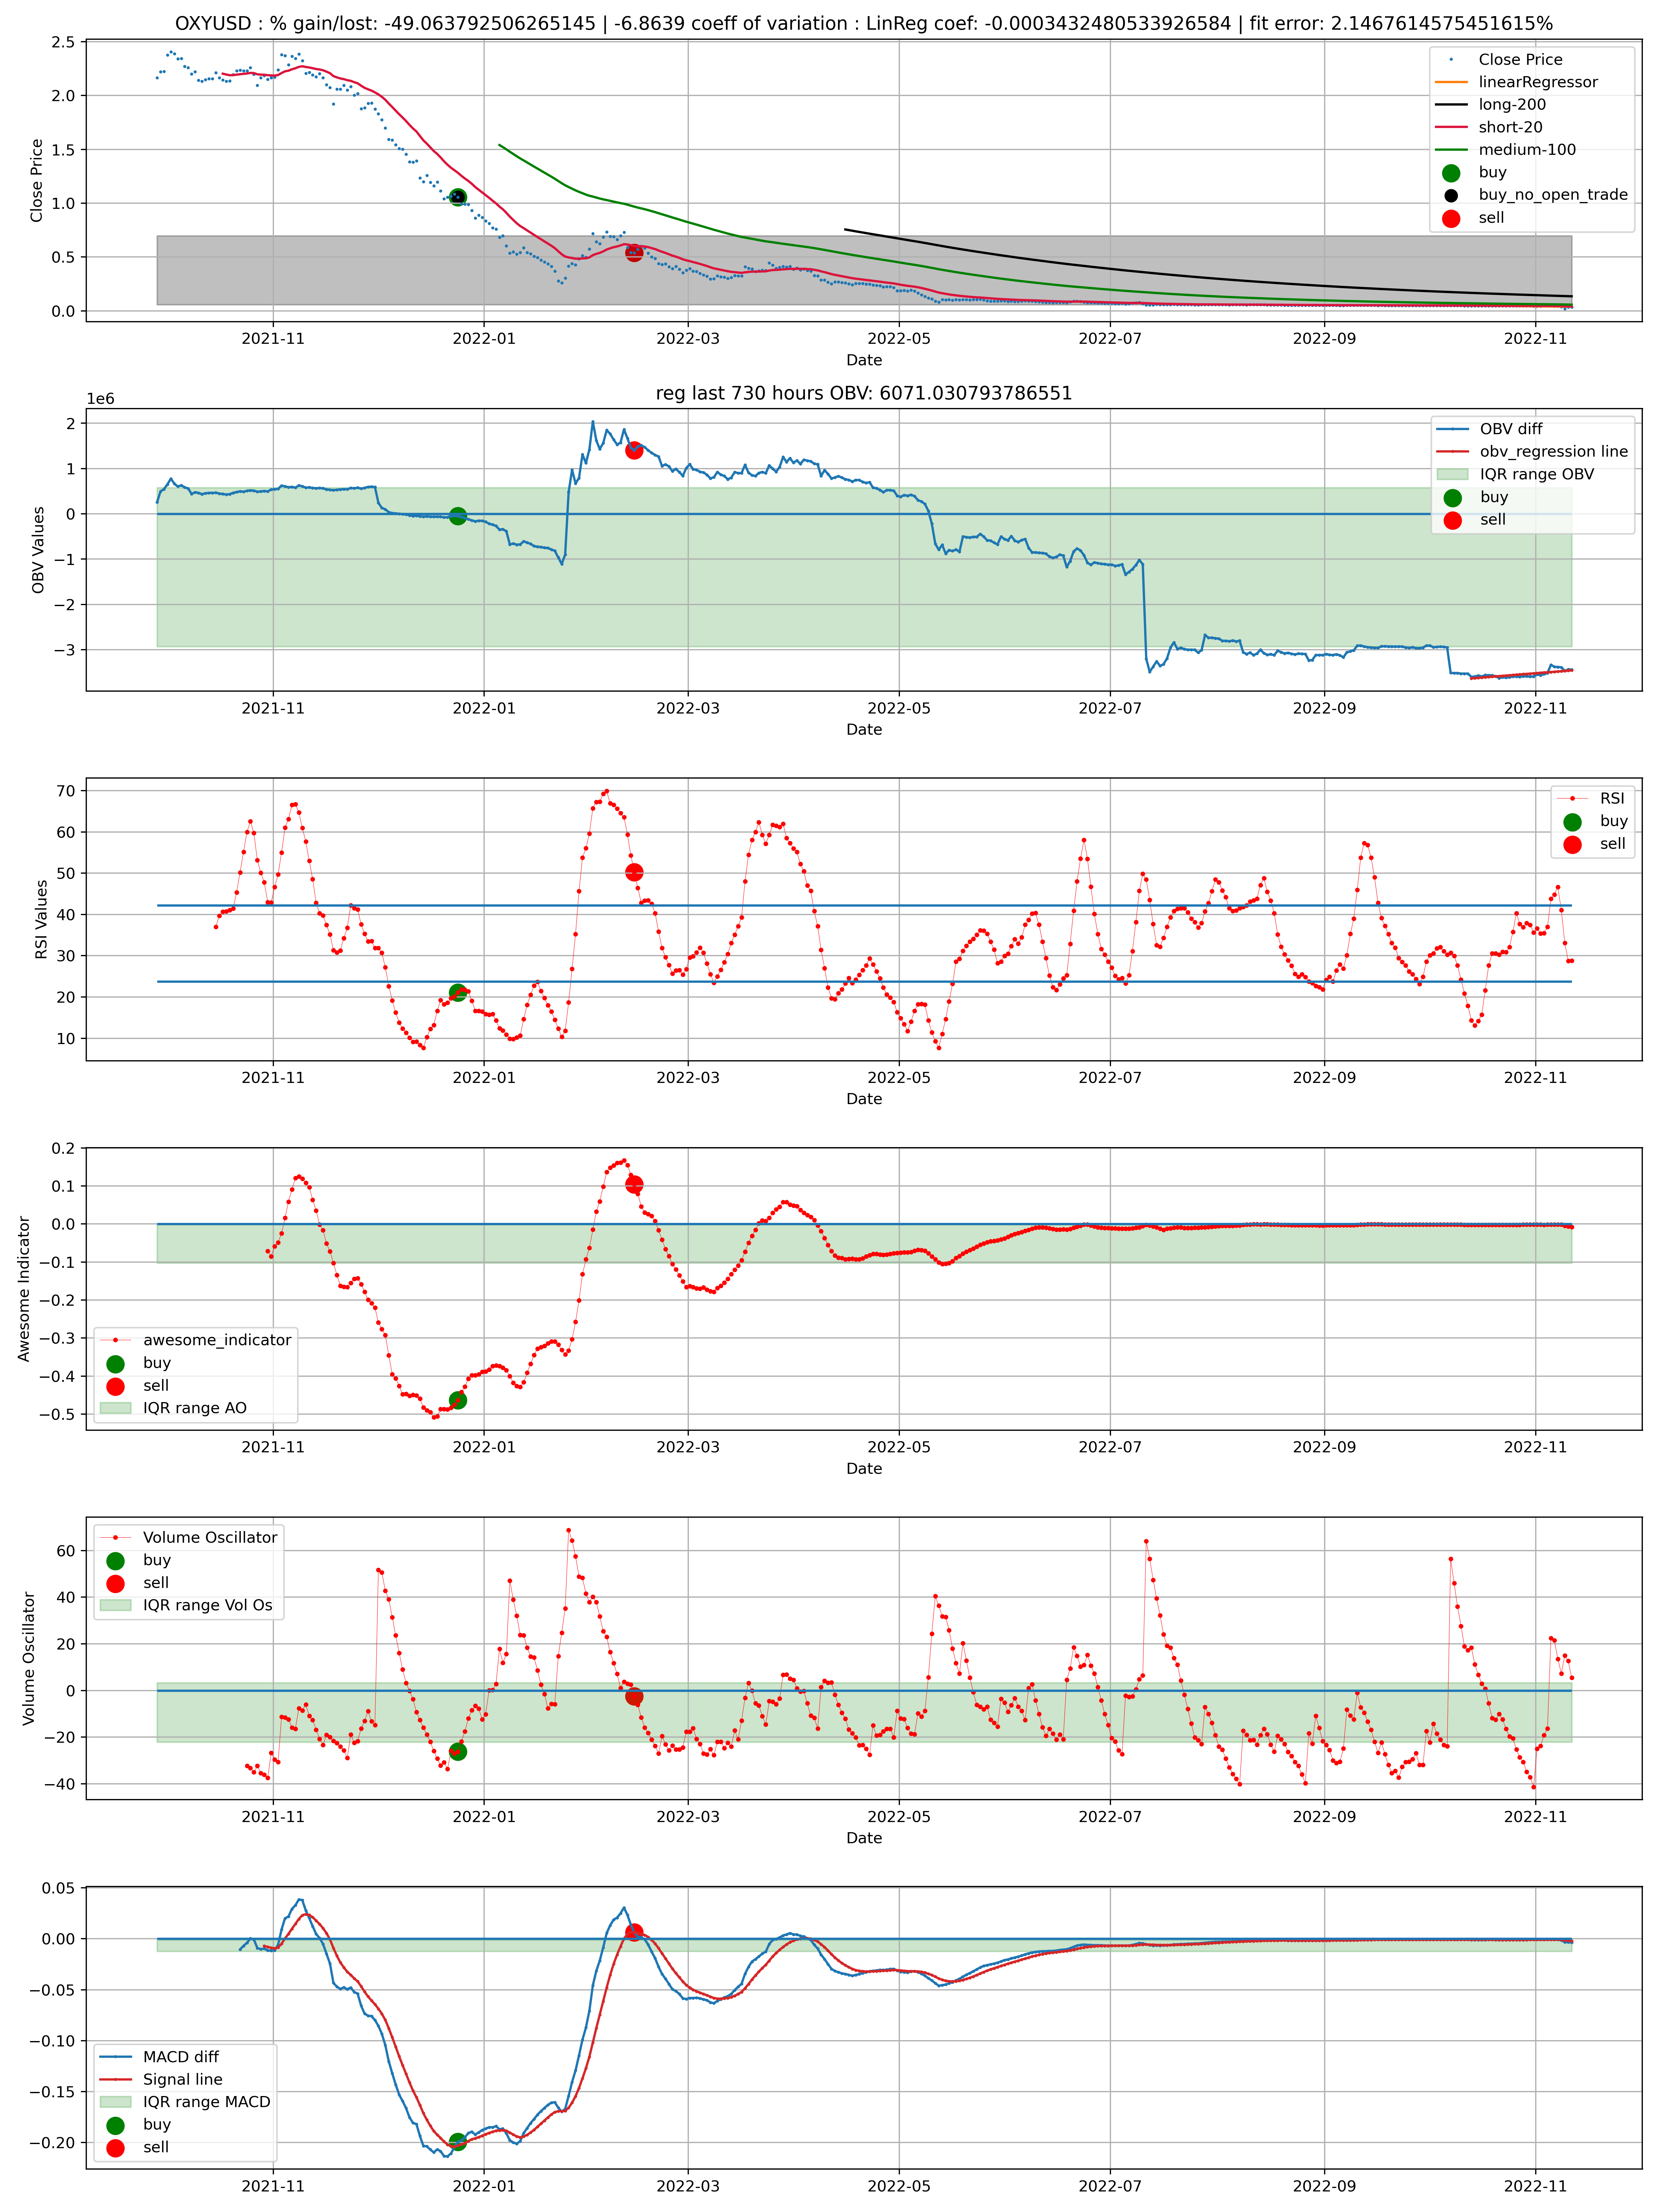 OXYUSD : % gain/lost: -49.063792506265145 | -6.8639 coeff of variation : LinReg coef: -0.0003432480533926584 | fit error: 2.1467614575451615%
2.5
2.0
1.5
1.0
0.5
0.0
Close Price
Close Price
linearRegressor
long-200
short-20
medium-100
buy
buy_no_open_trade
sell
2021-11 2022-01 2022-03 2022-05 2022-07 2022-09 2022-11
Date
reg last 730 hours OBV: 6071.030793786551
1e6
2
1
0
−1
−2
−3
OBV Values
OBV diff
obv_regression line
IQR range OBV
buy
sell
2021-11 2022-01 2022-03 2022-05 2022-07 2022-09 2022-11
Date
70
60
50
40
30
20
10
RSI Values
RSI
buy
sell
2021-11 2022-01 2022-03 2022-05 2022-07 2022-09 2022-11
Date
0.2
0.1
0.0
−0.1
−0.2
−0.3
−0.4
−0.5
Awesome Indicator
awesome_indicator
buy
sell
IQR range AO
2021-11 2022-01 2022-03 2022-05 2022-07 2022-09 2022-11
Date
60
40
20
0
−20
−40
Volume Oscillator
Volume Oscillator
buy
sell
IQR range Vol Os
2021-11 2022-01 2022-03 2022-05 2022-07 2022-09 2022-11
Date
0.05
0.00
−0.05
−0.10
−0.15
−0.20
MACD diff
Signal line
IQR range MACD
buy
sell
2021-11 2022-01 2022-03 2022-05 2022-07 2022-09 2022-11